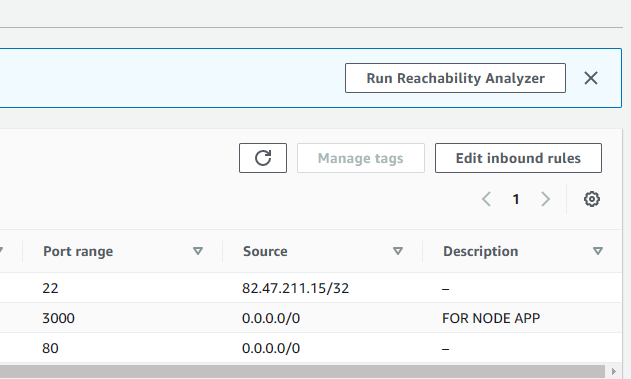 Run Reachability Analyzer
Manage tags Edit inbound rules
1
Port range Source Description
22 82.47.211.15/32 –
3000 0.0.0.0/0 FOR NODE APP
80 0.0.0.0/0 –